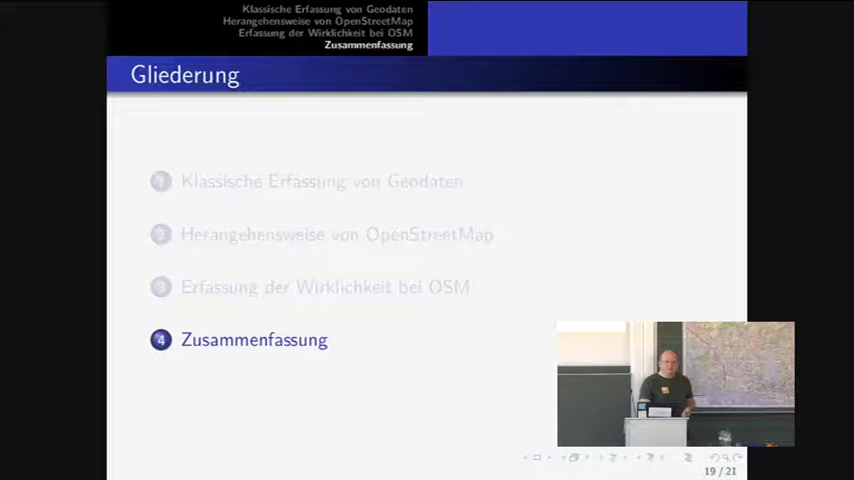 Klassische Erfassung von Geodaten
Herangehensweise von OpenStreetMap
Erfassung der Wirklichkeit bei OSM
Zusammenfassung
Gliederung
1 Klassische Erfassung von Geodaten
2 Herangehensweise von OpenStreetMap
3 Erfassung der Wirklichkeit bei OSM
4 Zusammenfassung
19 / 21